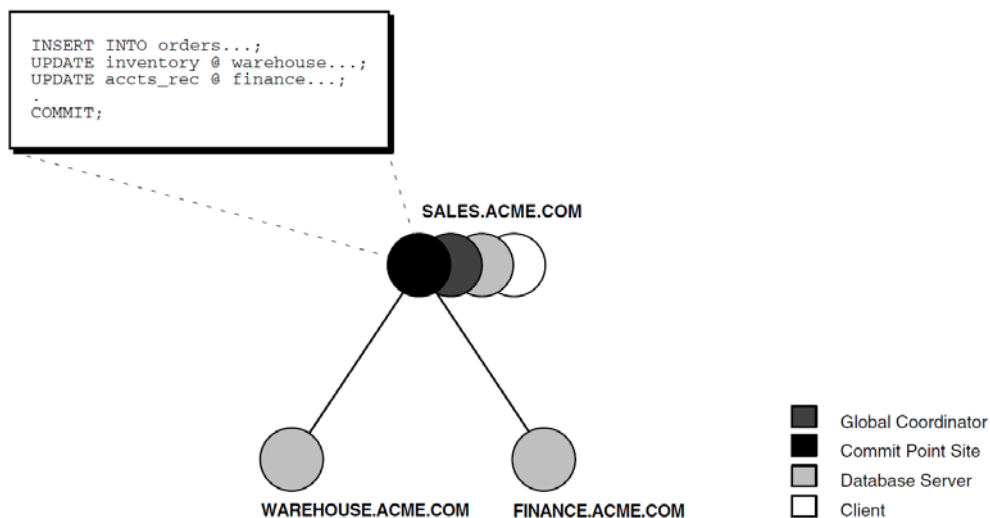 INSERT INTO orders...;
UPDATE inventory @ warehouse...;
UPDATE accts_rec @ finance...;
.
COMMIT;
SALES.ACME.COM
WAREHOUSE.ACME.COM
FINANCE.ACME.COM
Global Coordinator
Commit Point Site
Database Server
Client